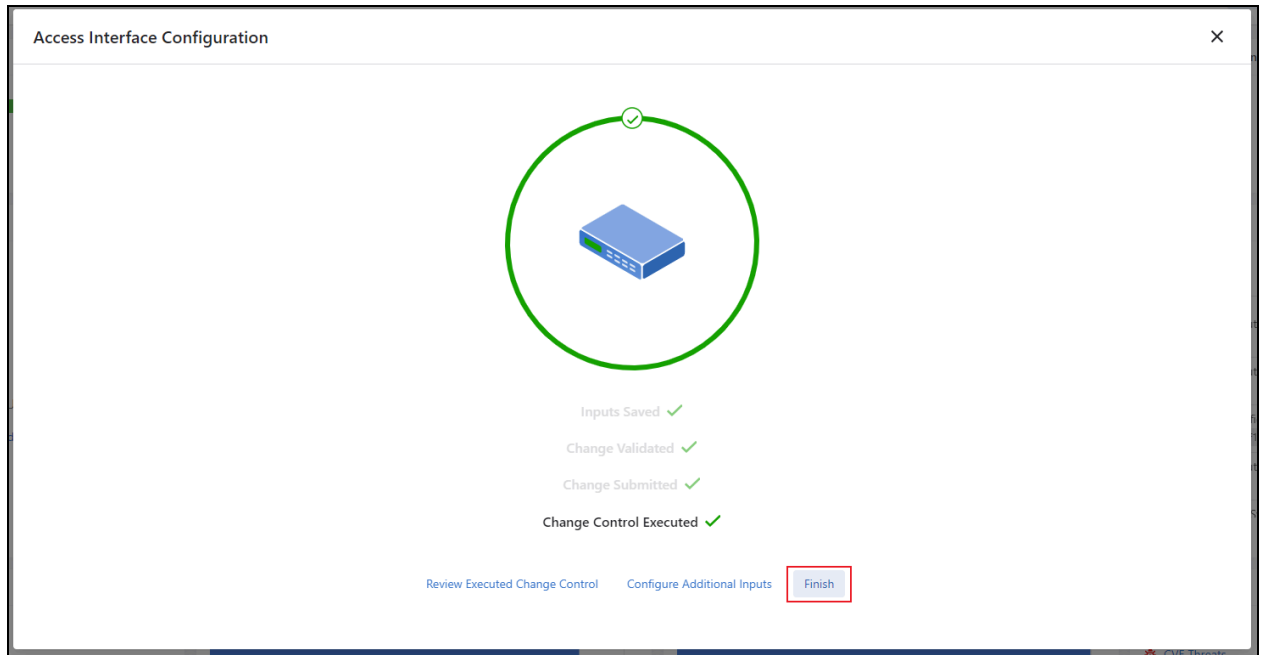 Access Interface Configuration
Inputs Saved
Change Validated
Change Submitted
Change Control Executed
Review Executed Change Control Configure Additional Inputs Finish
CVE Threats